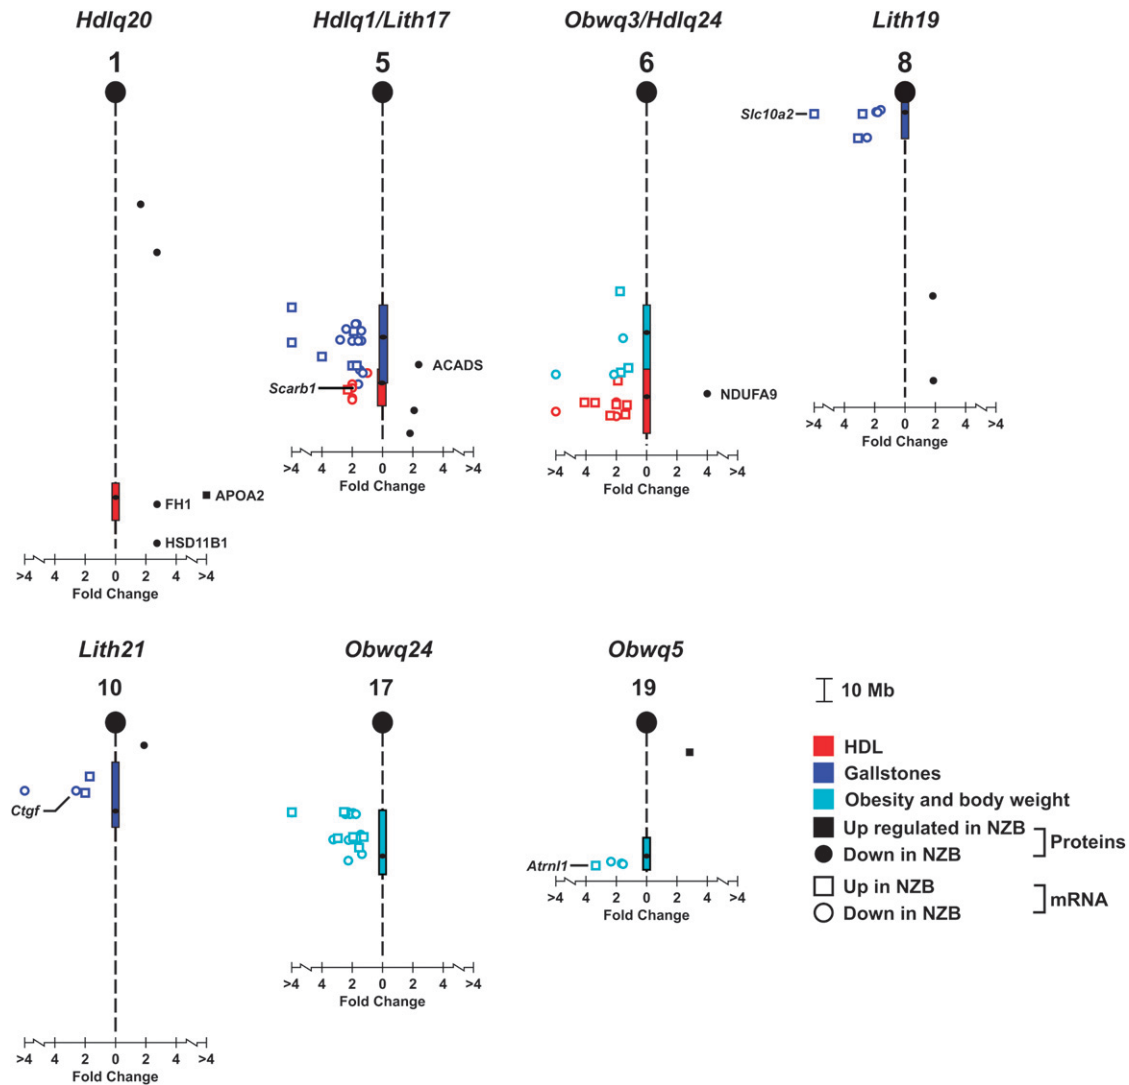 Hdlq20 Hdlq1/Lith17 Obwq3/Hdlq24 Lith19
1 5 6 8
Slc10a2
ACADS
Scarb1
NDUFA9
>4 4 2 0 2 4 >4
Fold Change
>4 4 2 0 2 4 >4
Fold Change
>4 4 2 0 2 4 >4
Fold Change
APOA2
FH1
HSD11B1
>4 4 2 0 2 4 >4
Fold Change
Lith21 Obwq24 Obwq5
10 17 19
Ctgf
Atrnl1
>4 4 2 0 2 4 >4
Fold Change
>4 4 2 0 2 4 >4
Fold Change
>4 4 2 0 2 4 >4
Fold Change
10 Mb
HDL
Gallstones
Obesity and body weight
Up regulated in NZB
Proteins
Down in NZB
Up in NZB
mRNA
Down in NZB